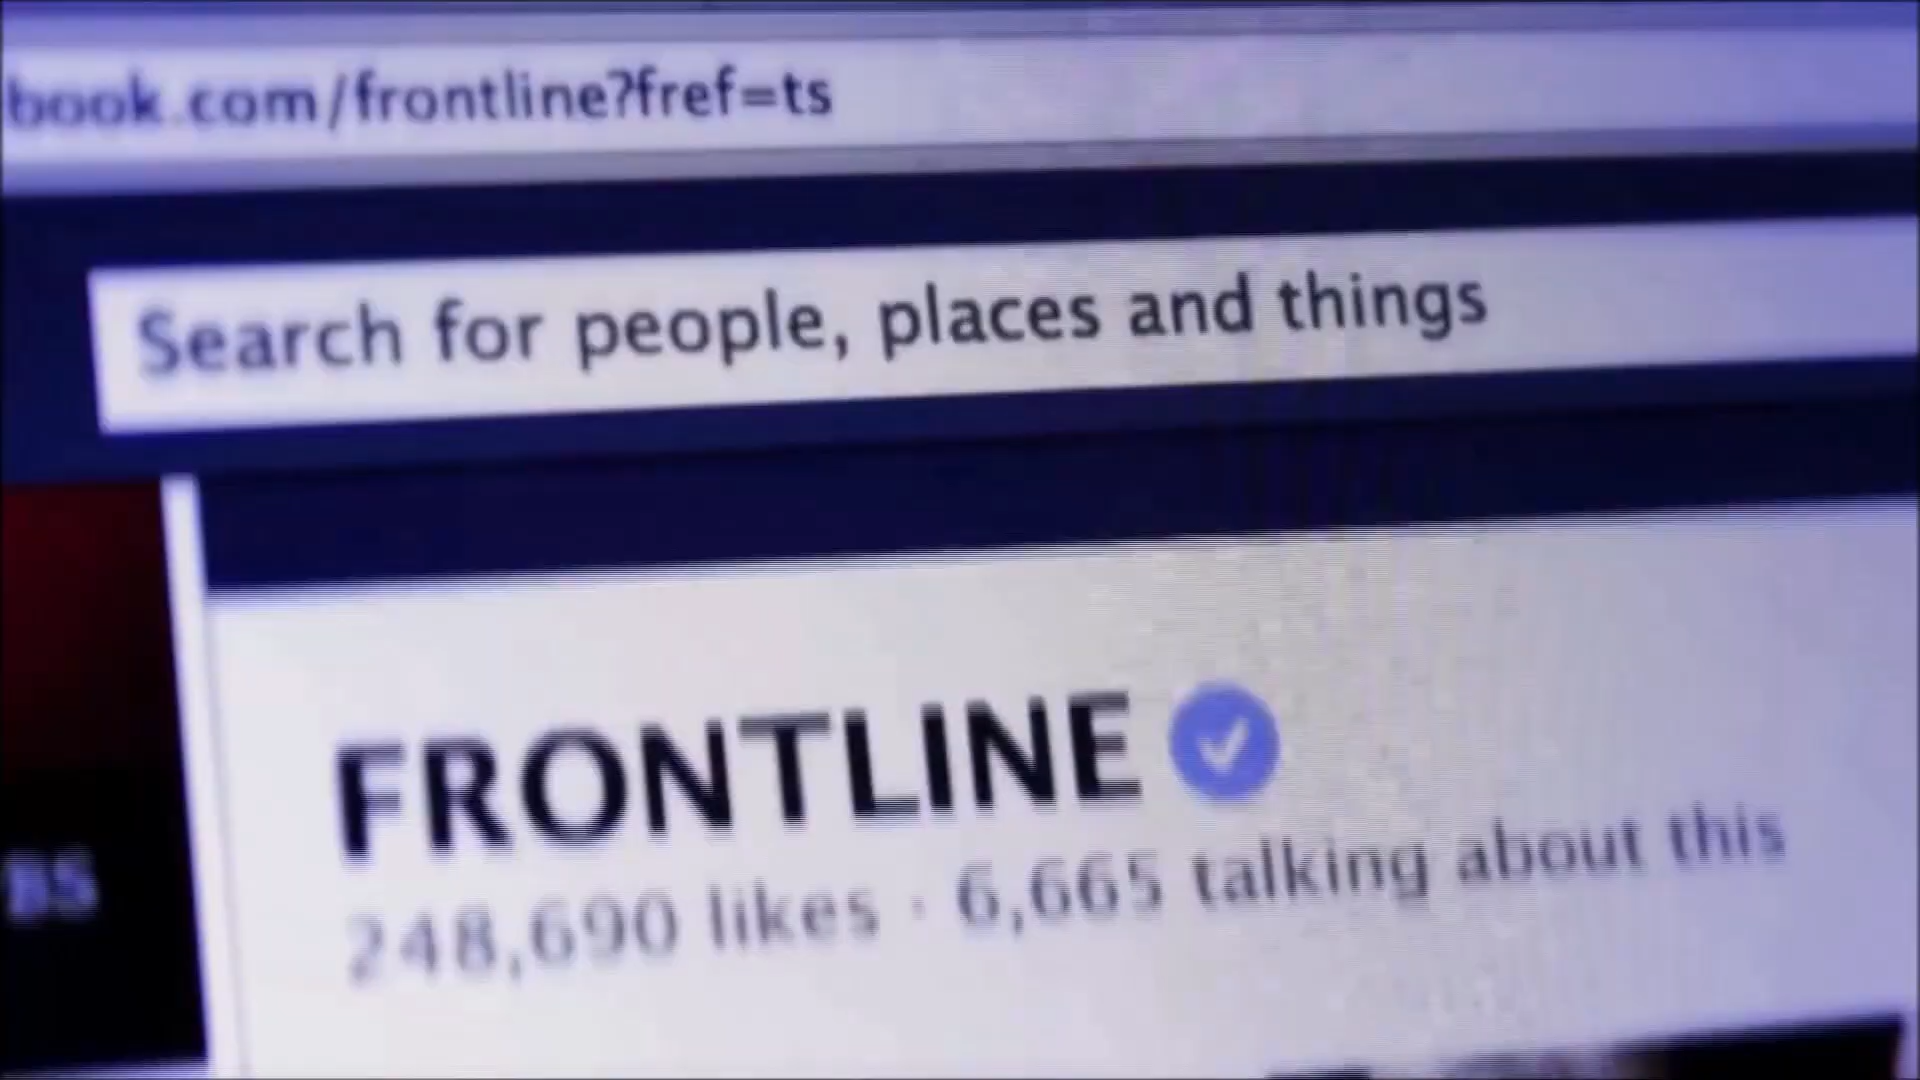 book.com/frontline?fref=ts
Search for people, places and things
FRONTLINE
BS
248,690 likes · 6,665 talking about this